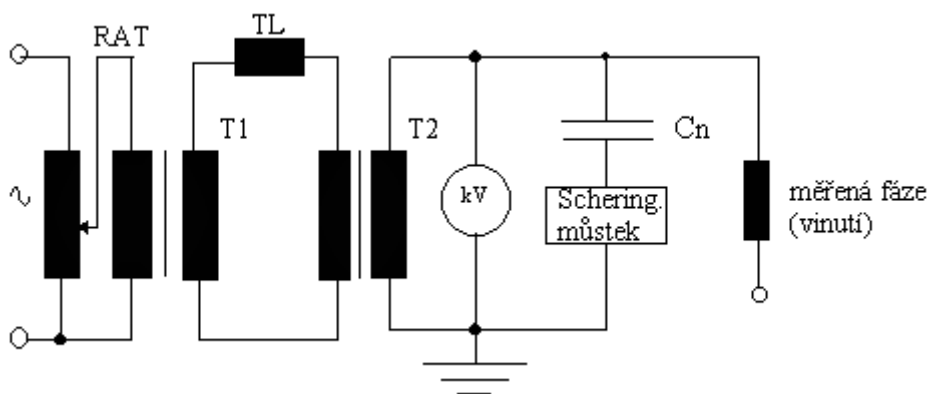 RAT
TL
T1
T2
kV
Cn
Schering.
můstek
měřená fáze
(vinutí)